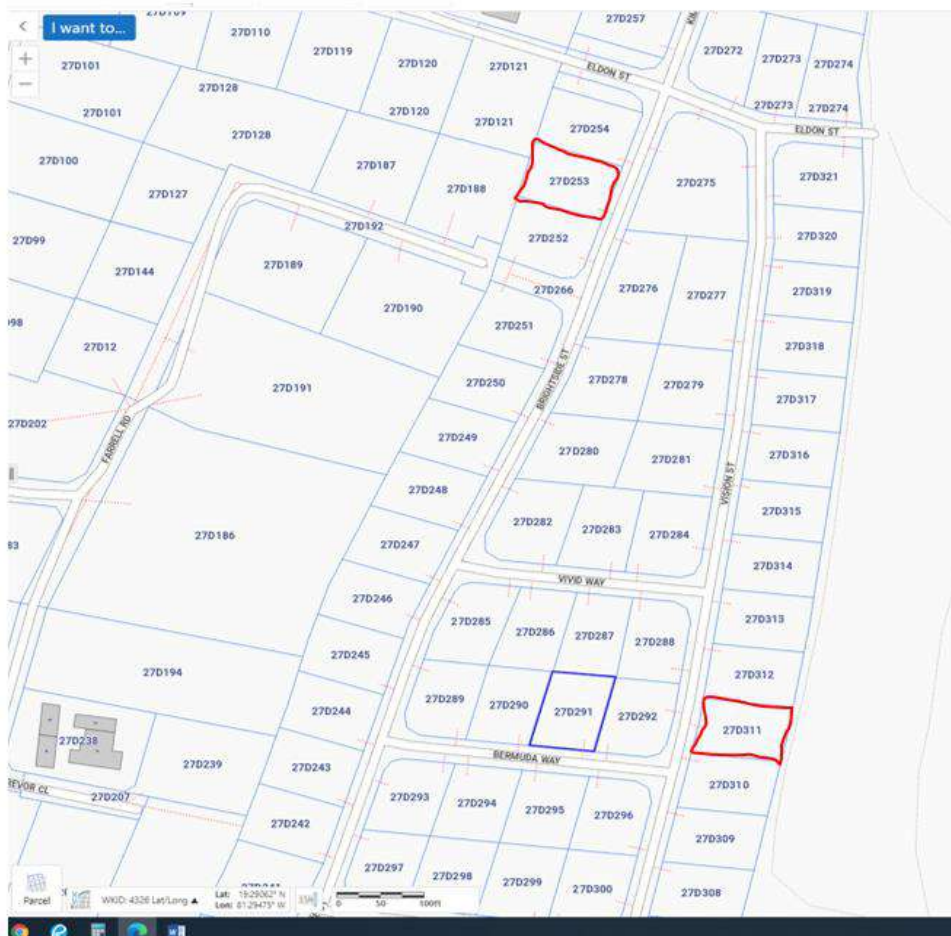 I want to...
27D110
27D119
27D120
27D121
27D257
27D272
27D273
27D274
27D101
27D128
ELDON ST
27D101
27D128
27D120
27D121
27D254
27D273
27D274
ELDON ST
27D100
27D127
27D187
27D188
27D253
27D275
27D321
27D99
27D192
27D252
27D320
27D144
27D189
27D190
27D266
27D276
27D277
27D319
27D12
27D251
27D318
27D191
27D250
BRIGHTSIDE ST
27D278
27D279
27D317
27D202
FARRELL RD
27D249
27D280
27D281
27D316
27D248
VISION ST
27D315
27D186
27D247
27D282
27D283
27D284
27D314
VIVID WAY
27D246
27D285
27D286
27D287
27D288
27D313
27D194
27D245
27D312
27D244
27D289
27D290
27D291
27D292
27D311
27D238
27D239
27D243
BERMUDA WAY
27D310
27D207
27D242
27D293
27D294
27D295
27D296
27D309
27D297
27D298
27D299
27D300
27D308
Parcel
WKID: 4326 Lat/Long
Lat: 19.29062° N
Lon: 81.29475° W
0 50 100ft